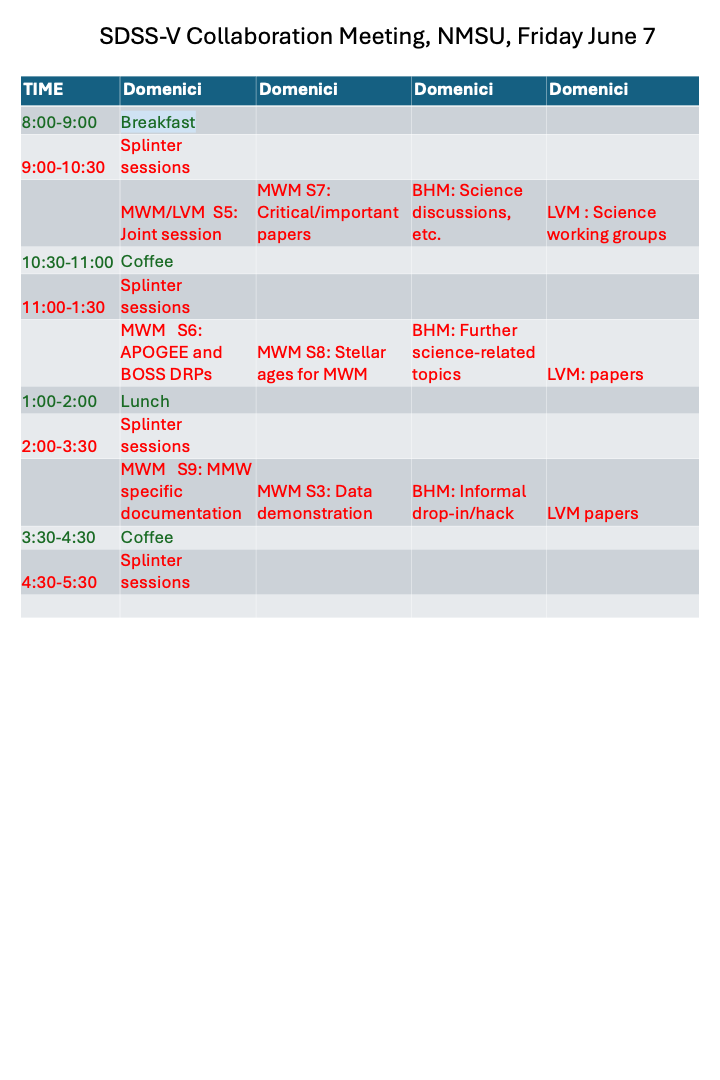 SDSS-V Collaboration Meeting, NMSU, Friday June 7
TIME Domenici Domenici Domenici Domenici
8:00-9:00 Breakfast
Splinter
9:00-10:30 sessions
MWM S7: BHM: Science
MWM/LVM S5: Critical/important discussions, LVM : Science
Joint session papers etc. working groups
10:30-11:00 Coffee
Splinter
11:00-1:30 sessions
MWM S6: BHM: Further
APOGEE and MWM S8: Stellar science-related
BOSS DRPs ages for MWM topics LVM: papers
1:00-2:00 Lunch
Splinter
2:00-3:30 sessions
MWM S9: MMW
specific MWM S3: Data BHM: Informal
documentation demonstration drop-in/hack LVM papers
3:30-4:30 Coffee
Splinter
4:30-5:30 sessions